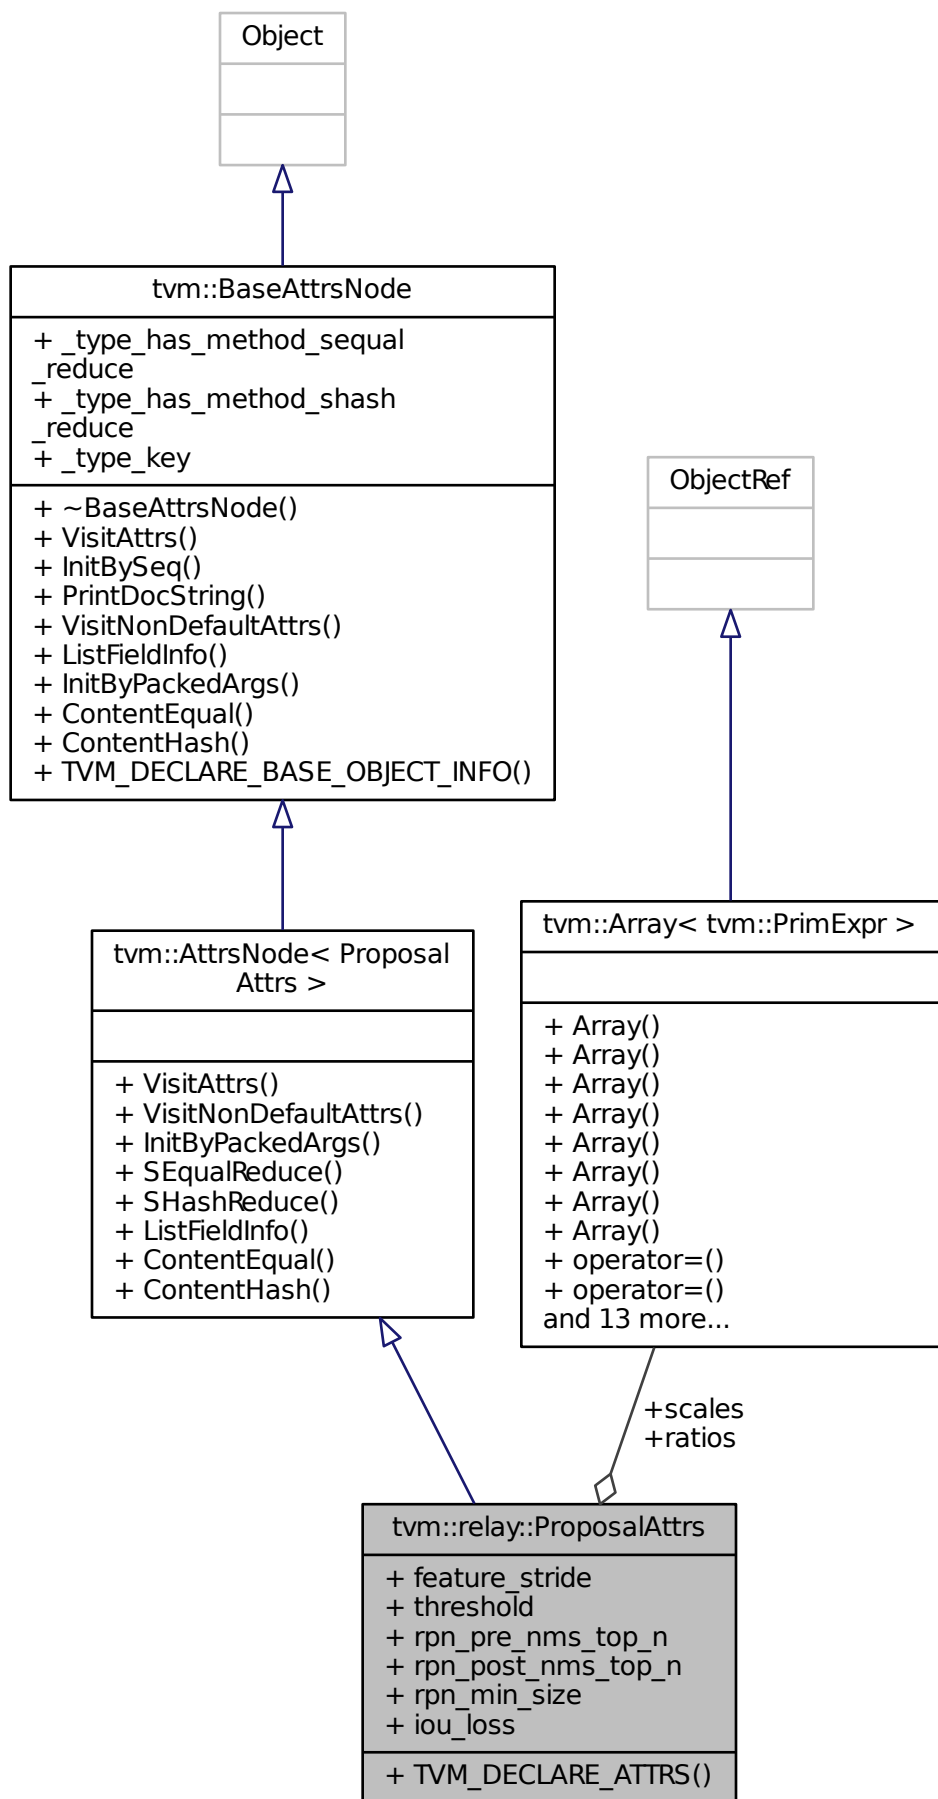 Object
tvm::BaseAttrsNode
+ _type_has_method_sequal
_reduce
+ _type_has_method_shash
_reduce
+ _type_key
+ ~BaseAttrsNode()
+ VisitAttrs()
+ InitBySeq()
+ PrintDocString()
+ VisitNonDefaultAttrs()
+ ListFieldInfo()
+ InitByPackedArgs()
+ ContentEqual()
+ ContentHash()
+ TVM_DECLARE_BASE_OBJECT_INFO()
ObjectRef
tvm::AttrsNode< Proposal
Attrs >
+ VisitAttrs()
+ VisitNonDefaultAttrs()
+ InitByPackedArgs()
+ SEqualReduce()
+ SHashReduce()
+ ListFieldInfo()
+ ContentEqual()
+ ContentHash()
tvm::Array< tvm::PrimExpr >
+ Array()
+ Array()
+ Array()
+ Array()
+ Array()
+ Array()
+ Array()
+ Array()
+ operator=()
+ operator=()
and 13 more...
+scales
+ratios
tvm::relay::ProposalAttrs
+ feature_stride
+ threshold
+ rpn_pre_nms_top_n
+ rpn_post_nms_top_n
+ rpn_min_size
+ iou_loss
+ TVM_DECLARE_ATTRS()